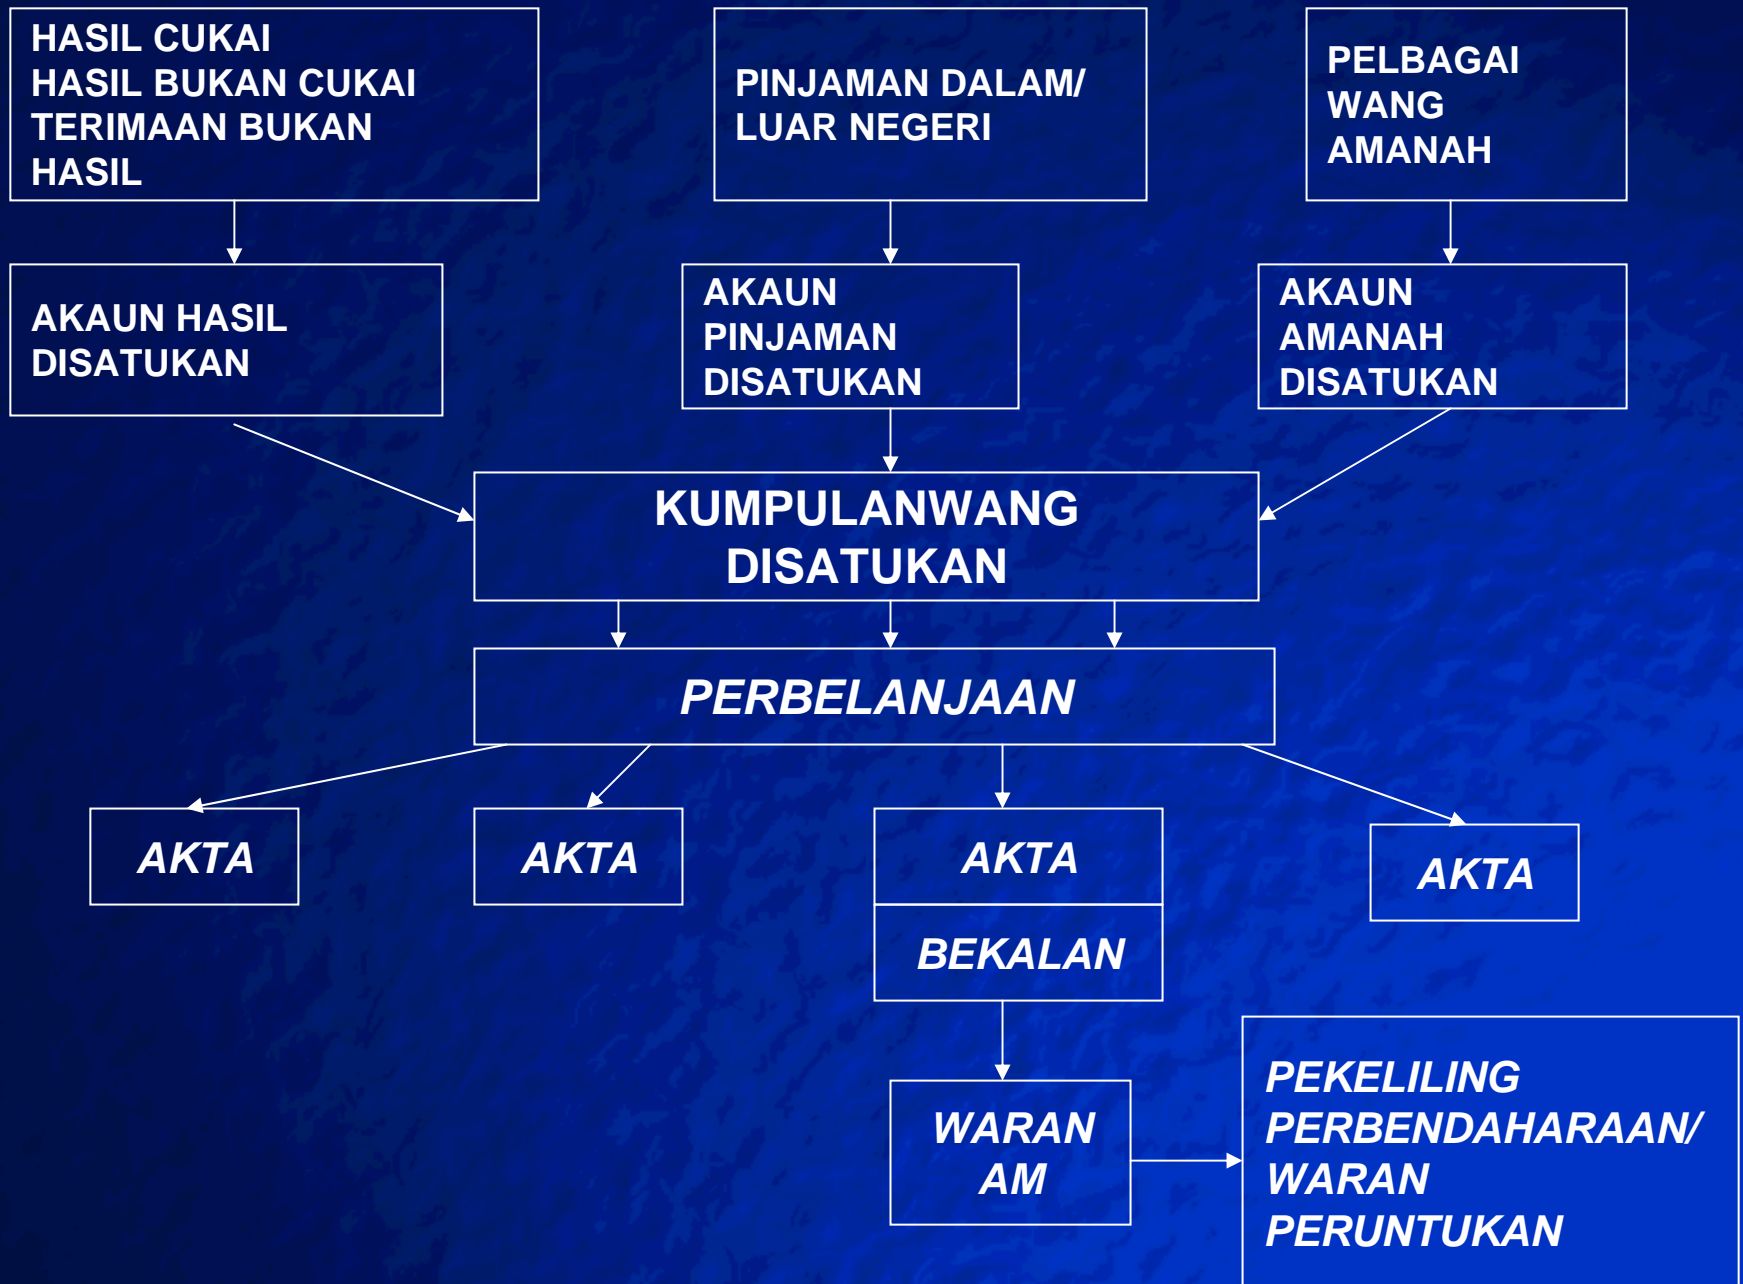 HASIL CUKAI
HASIL BUKAN CUKAI
TERIMAAN BUKAN
HASIL
PINJAMAN DALAM/
LUAR NEGERI
PELBAGAI
WANG
AMANAH
AKAUN HASIL
DISATUKAN
AKAUN
PINJAMAN
DISATUKAN
AKAUN
AMANAH
DISATUKAN
KUMPULANWANG
DISATUKAN
PERBELANJAAN
AKTA
AKTA
AKTA
BEKALAN
AKTA
WARAN
AM
PEKELILING
PERBENDAHARAAN/
WARAN
PERUNTUKAN